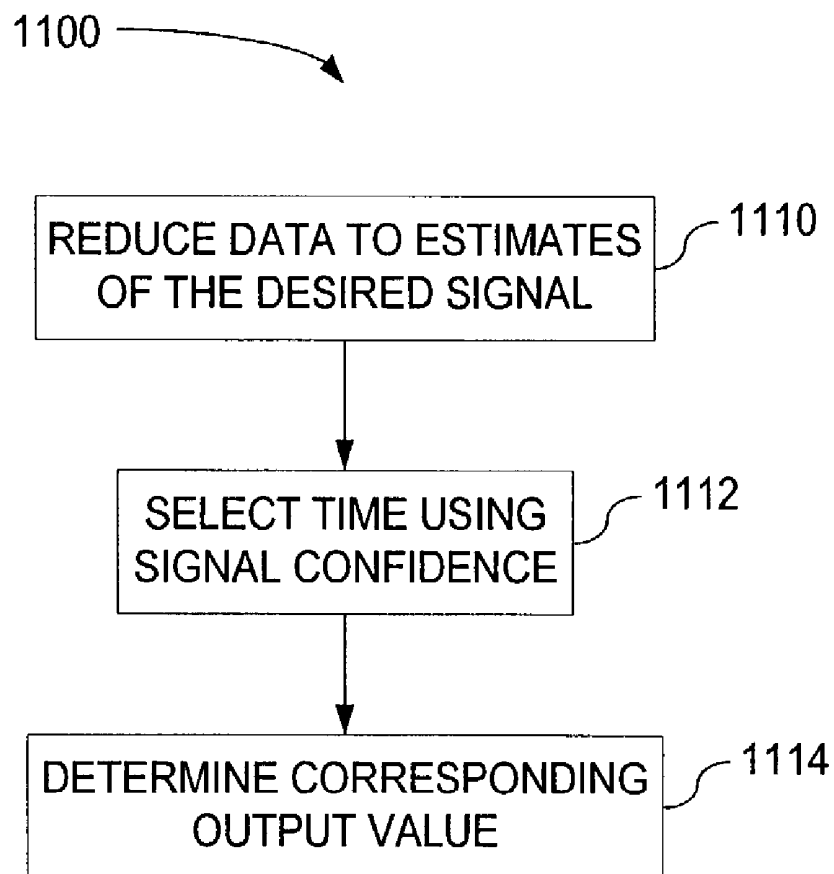 1100
REDUCE DATA TO ESTIMATES
OF THE DESIRED SIGNAL
1110
SELECT TIME USING
SIGNAL CONFIDENCE
1112
DETERMINE CORRESPONDING
OUTPUT VALUE
1114